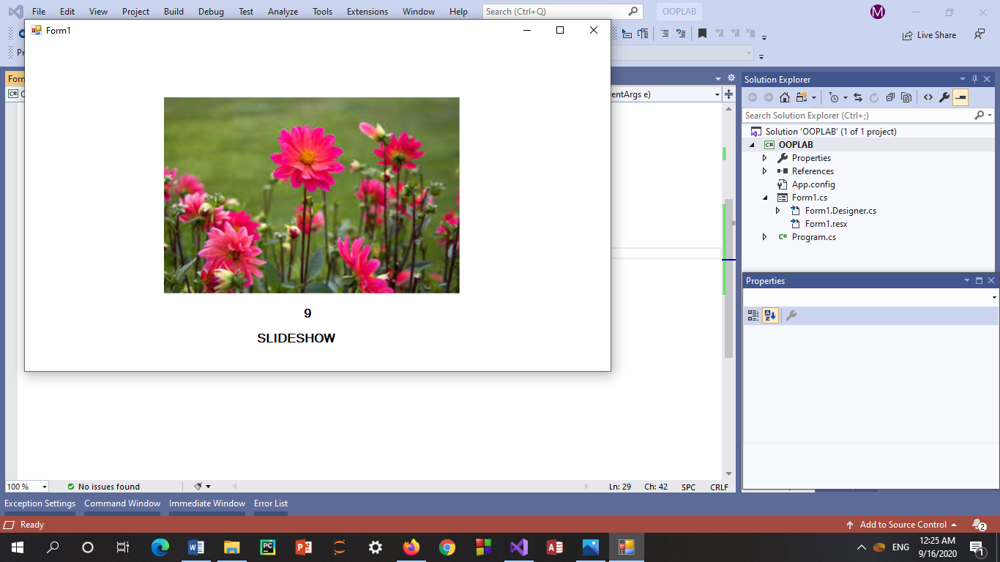 File Edit View Project Build Debug Test Analyze Tools Extensions Window Help Search (Ctrl+Q) OOPLAB M
Form1
Live Share
Pr
Form
Solution Explorer
C# C
entArgs e)
Search Solution Explorer (Ctrl+;)
Solution 'OOPLAB' (1 of 1 project)
C# OOPLAB
Properties
References
App.config
Form1.cs
Form1.Designer.cs
Form1.resx
C# Program.cs
Properties
9
SLIDESHOW
100 % No issues found Ln: 29 Ch: 42 SPC CRLF
Exception Settings Command Window Immediate Window Error List
Ready Add to Source Control 2
ENG 12:25 AM
9/16/2020 1